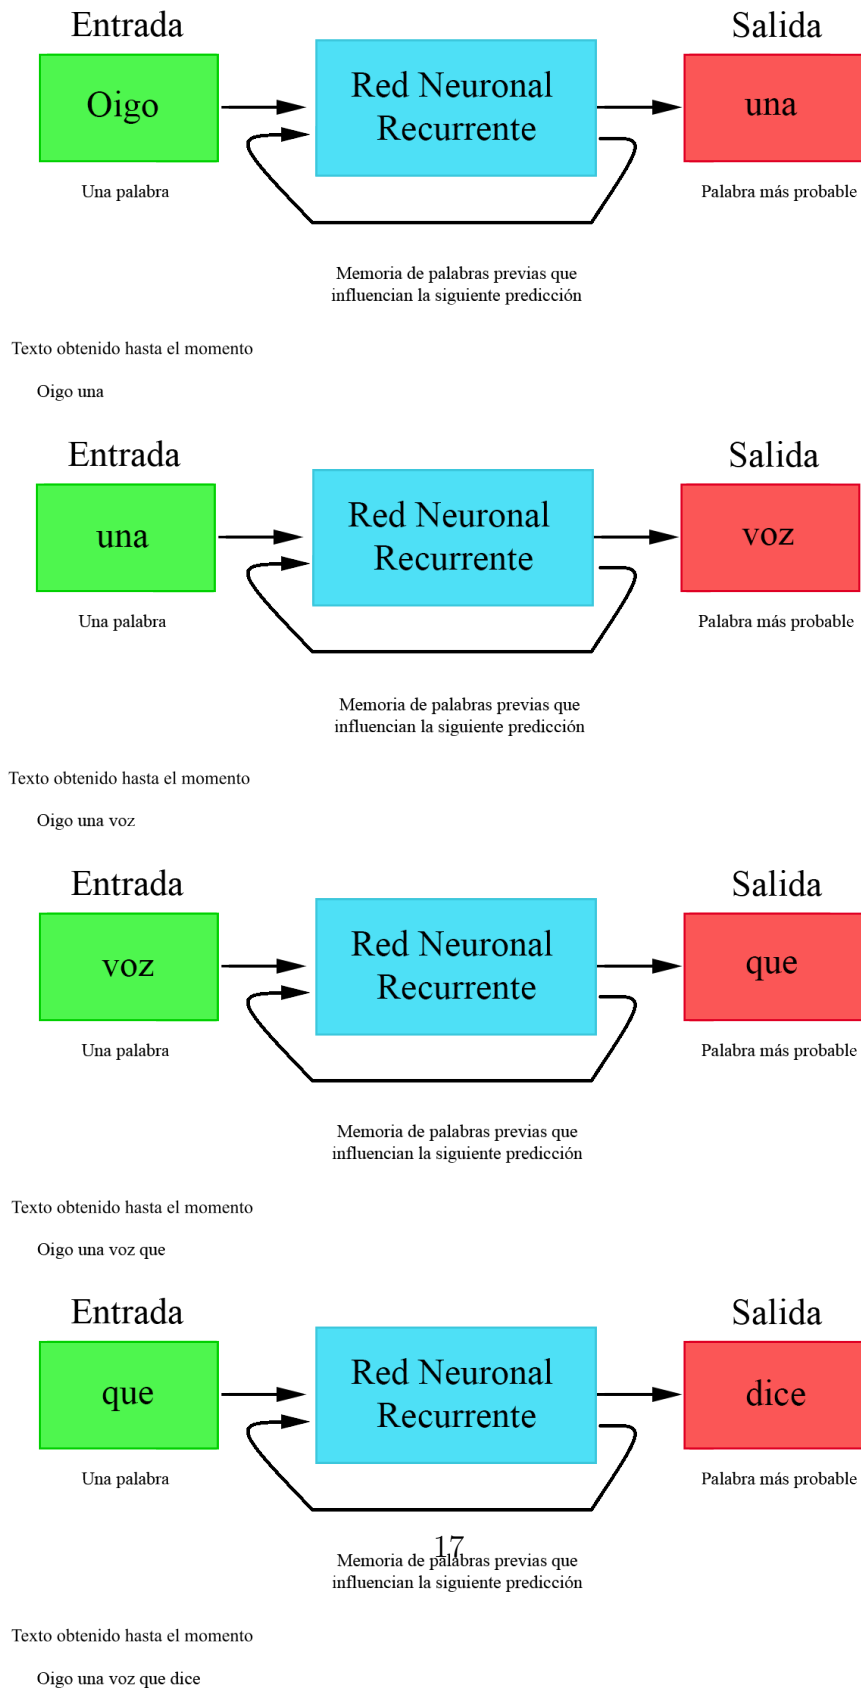 Entrada
Salida
Oigo
Red Neuronal
Recurrente
una
Una palabra
Palabra más probable
Memoria de palabras previas que
influencian la siguiente predicción
Texto obtenido hasta el momento
Oigo una
Entrada
Salida
una
Red Neuronal
Recurrente
voz
Una palabra
Palabra más probable
Memoria de palabras previas que
influencian la siguiente predicción
Texto obtenido hasta el momento
Oigo una voz
Entrada
Salida
voz
Red Neuronal
Recurrente
que
Una palabra
Palabra más probable
Memoria de palabras previas que
influencian la siguiente predicción
Texto obtenido hasta el momento
Oigo una voz que
Entrada
Salida
que
Red Neuronal
Recurrente
dice
Una palabra
Palabra más probable
17
Memoria de palabras previas que
influencian la siguiente predicción
Texto obtenido hasta el momento
Oigo una voz que dice